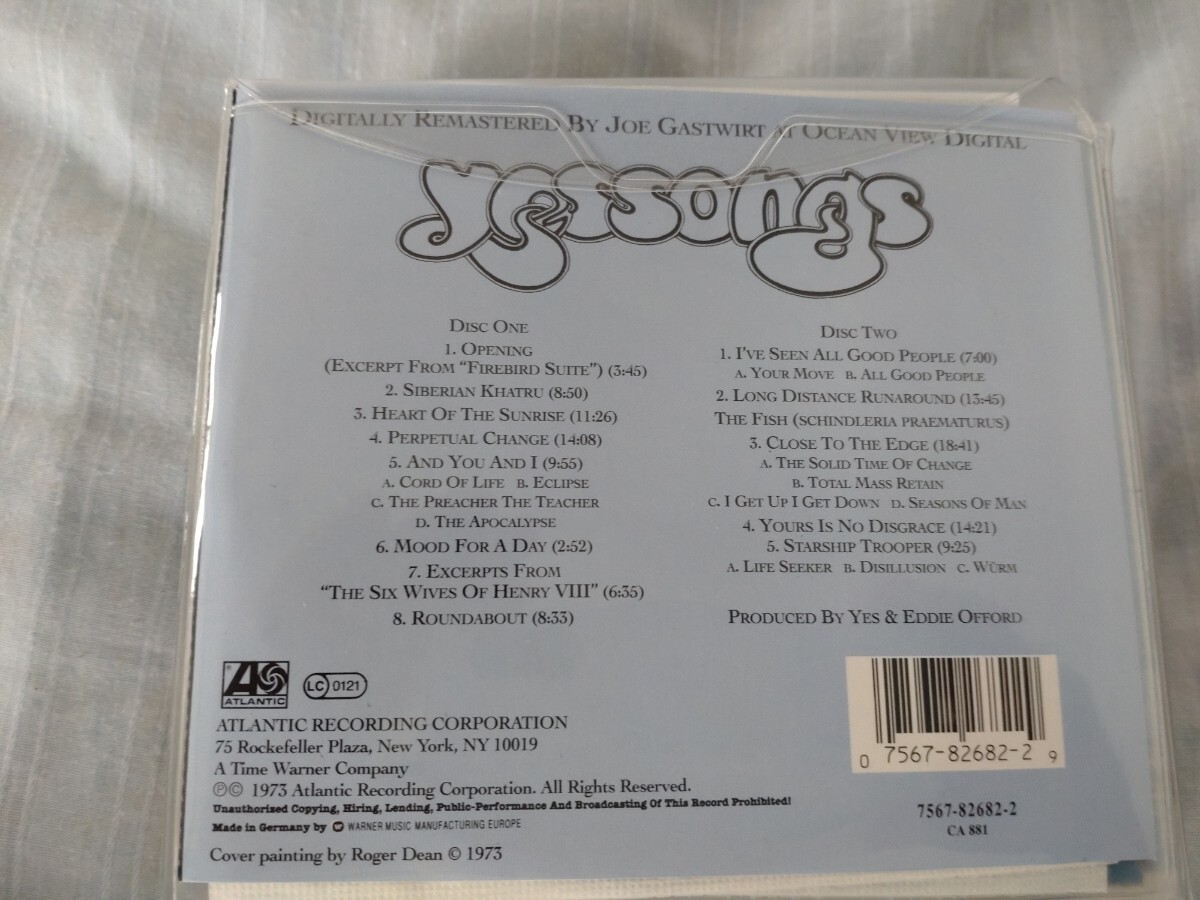 Digitally Remastered By Joe Gastwirt at Ocean View Digital
Yessongs
Disc One
1. Opening
(Excerpt From "Firebird Suite") (3:45)
2. Siberian Khatru (8:50)
3. Heart Of The Sunrise (11:26)
4. Perpetual Change (14:08)
5. And You And I (9:55)
a. Cord Of Life b. Eclipse
c. The Preacher The Teacher
d. The Apocalypse
6. Mood For A Day (2:52)
7. Excerpts From
"The Six Wives Of Henry VIII" (6:35)
8. Roundabout (8:33)
Disc Two
1. I've Seen All Good People (7:00)
a. Your Move b. All Good People
2. Long Distance Runaround (13:45)
The Fish (schindleria praematurus)
3. Close To The Edge (18:41)
a. The Solid Time Of Change
b. Total Mass Retain
c. I Get Up I Get Down d. Seasons Of Man
4. Yours Is No Disgrace (14:21)
5. Starship Trooper (9:25)
a. Life Seeker b. Disillusion c. Würm
Produced By Yes & Eddie Offord
ATLANTIC
LC 0121
ATLANTIC RECORDING CORPORATION
75 Rockefeller Plaza, New York, NY 10019
A Time Warner Company
℗© 1973 Atlantic Recording Corporation. All Rights Reserved.
Unauthorised Copying, Hiring, Lending, Public-Performance And Broadcasting Of This Record Prohibited!
Made in Germany by WARNER MUSIC MANUFACTURING EUROPE
Cover painting by Roger Dean © 1973
0 7567-82682-2 9
7567-82682-2
CA 881